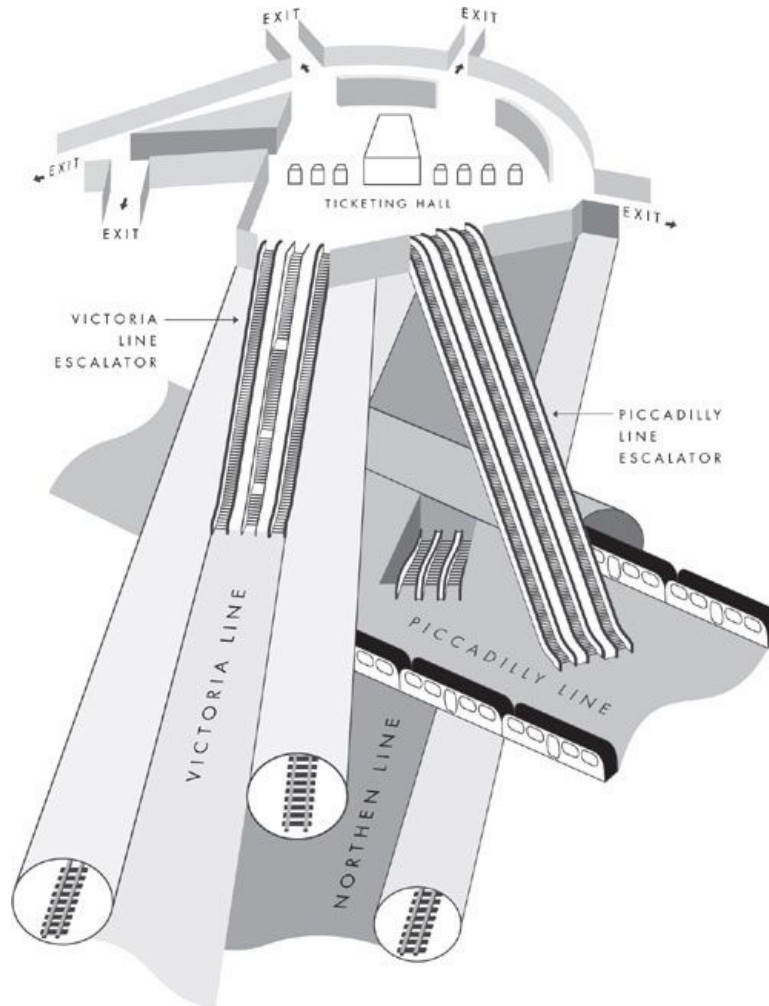 EXIT
EXIT
EXIT
EXIT
TICKETING HALL
EXIT
VICTORIA
LINE
ESCALATOR
PICCADILLY
LINE
ESCALATOR
VICTORIA LINE
PICCADILLY LINE
NORTHEN LINE